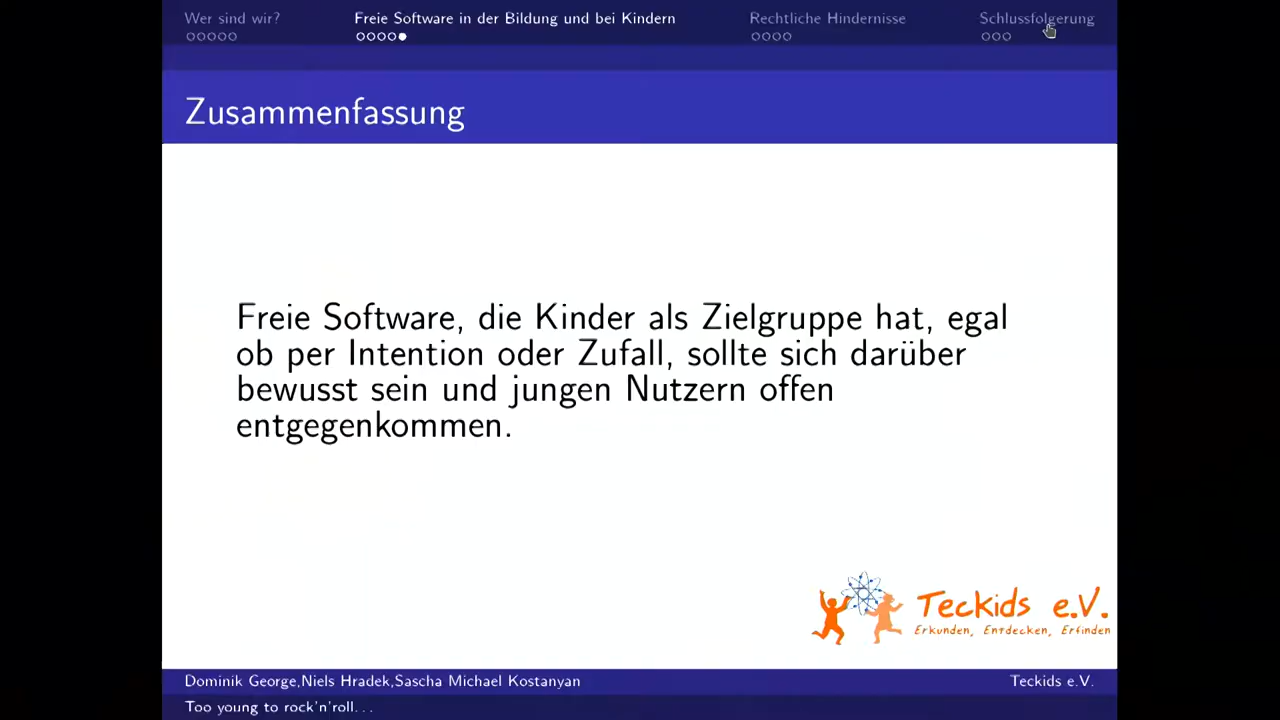 Wer sind wir?
Freie Software in der Bildung und bei Kindern
Rechtliche Hindernisse
Schlussfolgerung
Zusammenfassung
Freie Software, die Kinder als Zielgruppe hat, egal
ob per Intention oder Zufall, sollte sich darüber
bewusst sein und jungen Nutzern offen
entgegenkommen.
Teckids e.V.
Erkunden, Entdecken, Erfinden
Dominik George,Niels Hradek,Sascha Michael Kostanyan
Teckids e.V.
Too young to rock'n'roll...